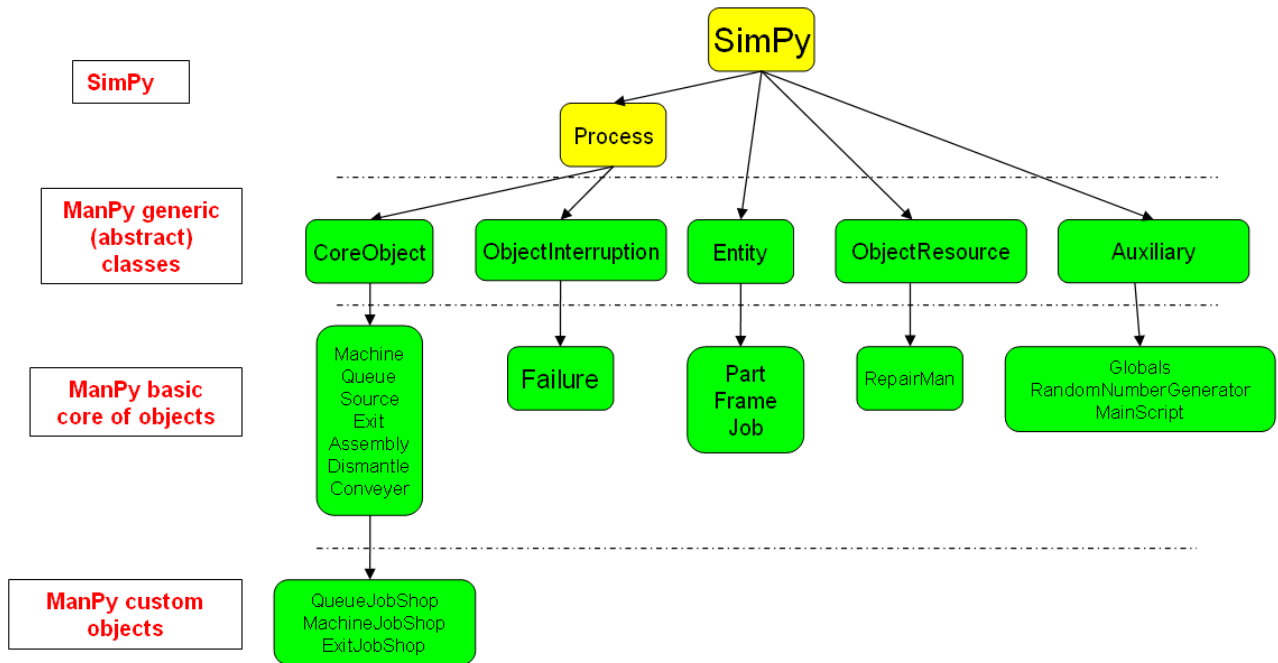 SimPy
SimPy
Process
ManPy generic
(abstract)
classes
CoreObject
ObjectInterruption
Entity
ObjectResource
Auxiliary
ManPy basic
core of objects
Machine
Queue
Source
Exit
Assembly
Dismantle
Conveyer
Failure
Part
Frame
Job
RepairMan
Globals
RandomNumberGenerator
MainScript
ManPy custom
objects
QueueJobShop
MachineJobShop
ExitJobShop